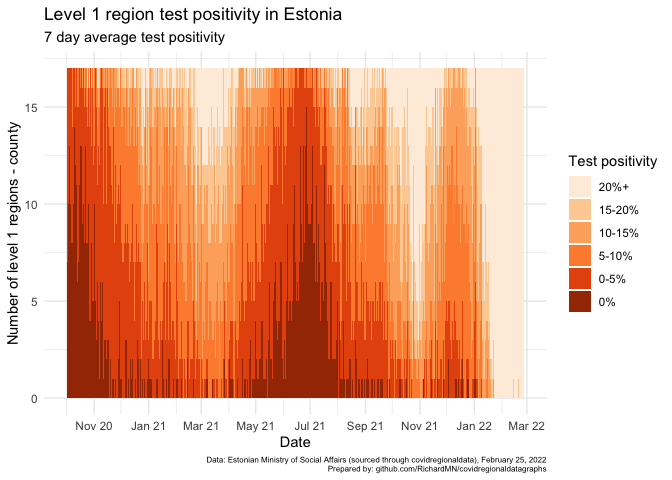 Level 1 region test positivity in Estonia
7 day average test positivity
Number of level 1 regions - county
15
10
5
0
Nov 20 Jan 21 Mar 21 May 21 Jul 21 Sep 21 Nov 21 Jan 22 Mar 22
Date
Test positivity
20%+
15-20%
10-15%
5-10%
0-5%
0%
Data: Estonian Ministry of Social Affairs (sourced through covidregionaldata), February 25, 2022
Prepared by: github.com/RichardMN/covidregionaldatagraphs